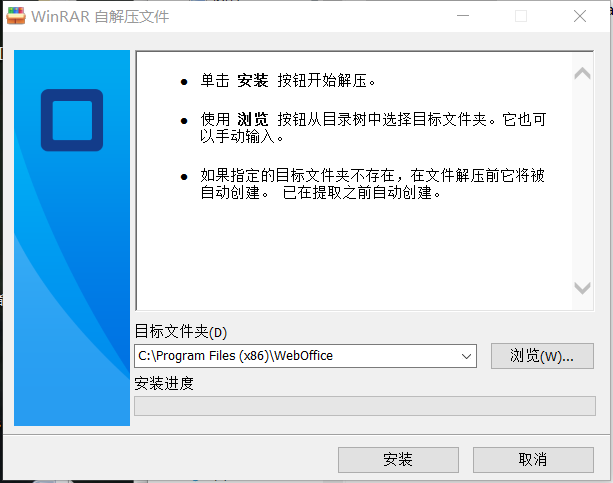 WinRAR 自解压文件
单击 安装 按钮开始解压。
使用 浏览 按钮从目录树中选择目标文件夹。它也可
以手动输入。
如果指定的目标文件夹不存在，在文件解压前它将被
自动创建。 已在提取之前自动创建。
目标文件夹(D)
C:\Program Files (x86)\WebOffice
浏览(W)...
安装进度
安装
取消